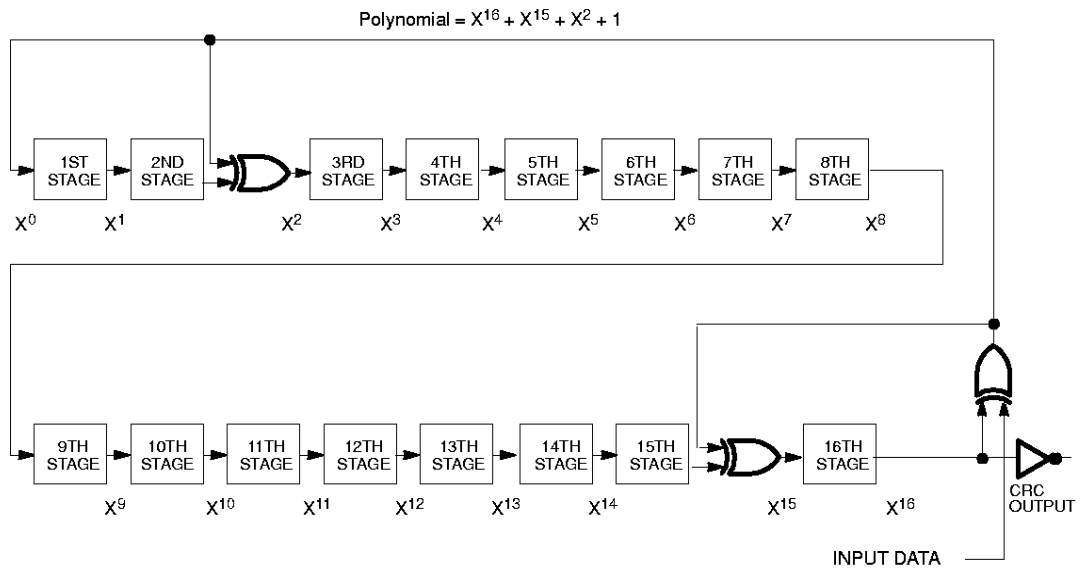 Polynomial = X16 + X15 + X2 + 1
1ST STAGE
2ND STAGE
3RD STAGE
4TH STAGE
5TH STAGE
6TH STAGE
7TH STAGE
8TH STAGE
X0
X1
X2
X3
X4
X5
X6
X7
X8
9TH STAGE
10TH STAGE
11TH STAGE
12TH STAGE
13TH STAGE
14TH STAGE
15TH STAGE
16TH STAGE
CRC OUTPUT
X9
X10
X11
X12
X13
X14
X15
X16
INPUT DATA